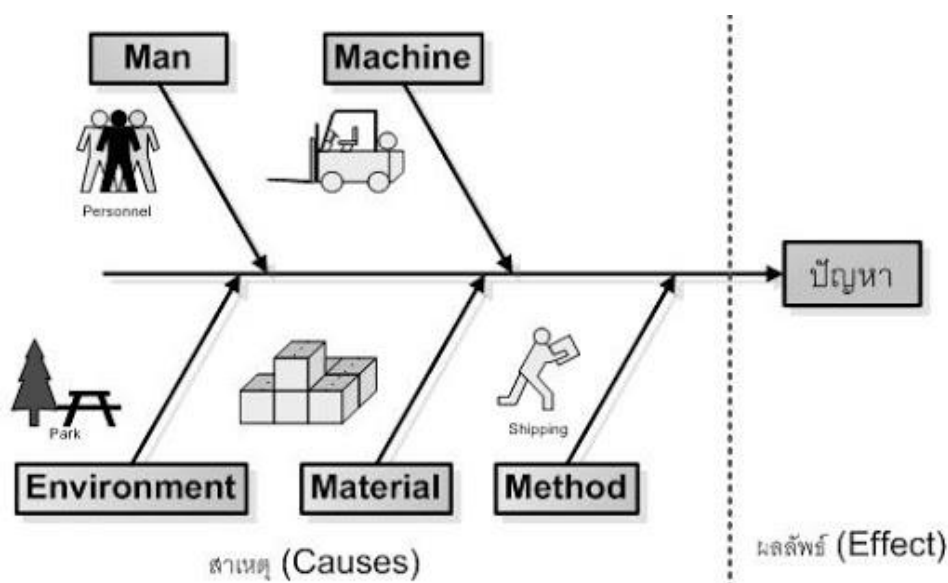 Man
Machine
Personnel
ปัญหา
Park
Shipping
Environment
Material
Method
สาเหตุ (Causes)
ผลลัพธ์ (Effect)